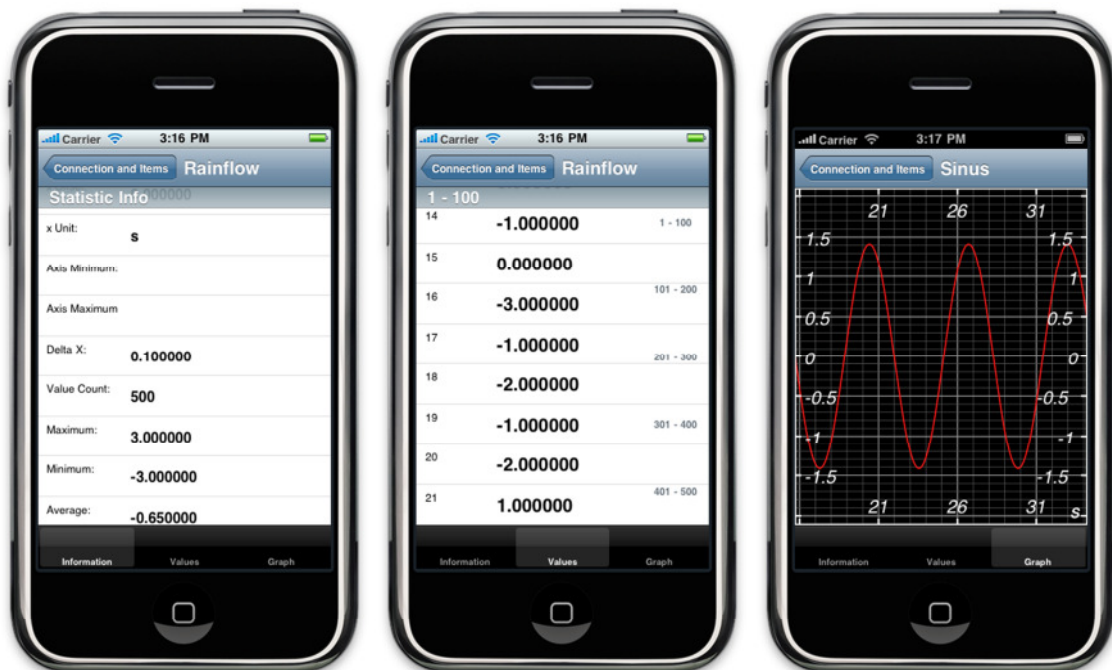 Carrier 3:16 PM
Connection and Items Rainflow
Statistic Info
x Unit: s
Axis Minimum:
Axis Maximum
Delta X: 0.100000
Value Count: 500
Maximum: 3.000000
Minimum: -3.000000
Average: -0.650000
Information Values Graph
Carrier 3:16 PM
Connection and Items Rainflow
1 - 100
14 -1.000000 1 - 100
15 0.000000
101 - 200
16 -3.000000
17 -1.000000
201 - 300
18 -2.000000
19 -1.000000 301 - 400
20 -2.000000
401 - 500
21 1.000000
Information Values Graph
Carrier 3:17 PM
Connection and Items Sinus
21 26 31
1.5 1.5
1 1
0.5 0.5
0 0
-0.5 -0.5
-1 -1
-1.5 -1.5
21 26 31 s
Information Values Graph